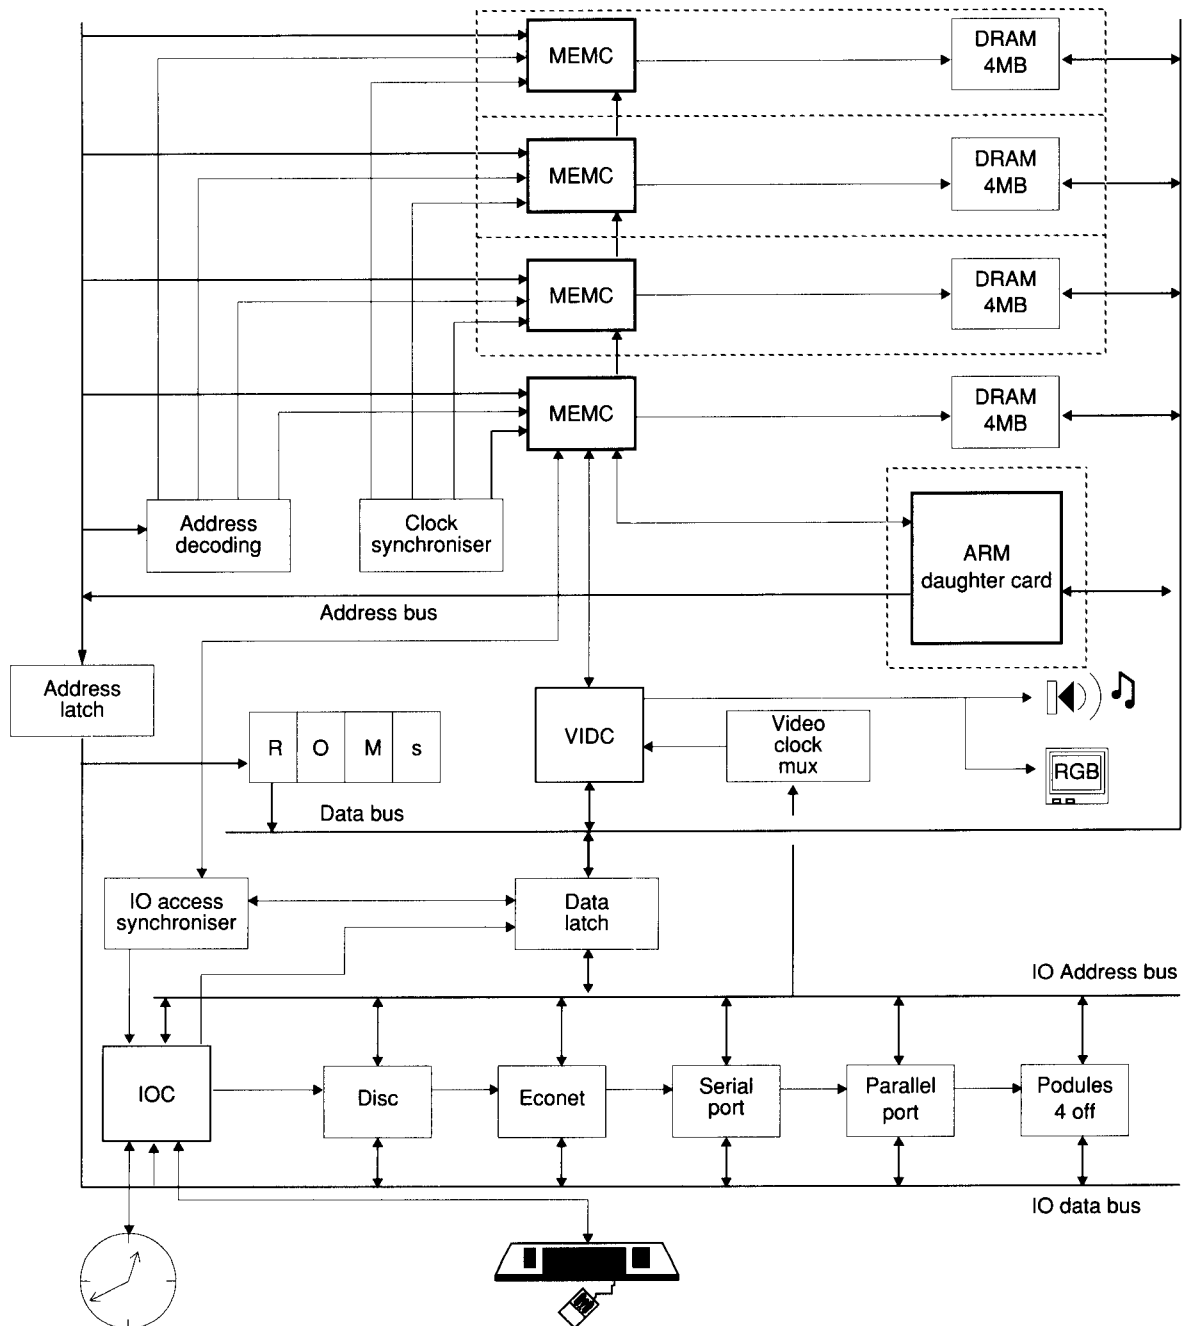 MEMC
DRAM
4MB
MEMC
DRAM
4MB
MEMC
DRAM
4MB
MEMC
DRAM
4MB
Address
decoding
Clock
synchroniser
ARM
daughter card
Address bus
Address
latch
R O M s
VIDC
Video
clock
mux
RGB
Data bus
IO access
synchroniser
Data
latch
IO Address bus
IOC
Disc
Econet
Serial
port
Parallel
port
Podules
4 off
IO data bus